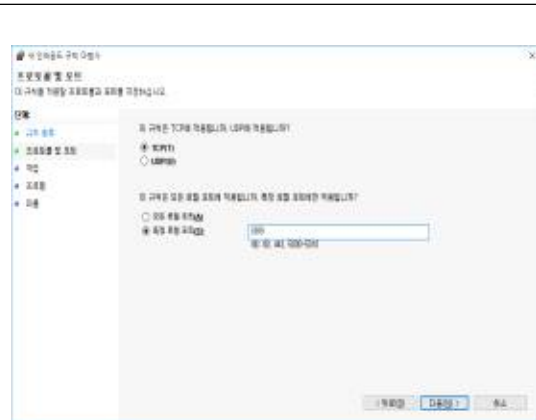 새 인바운드 규칙 마법사
프로토콜 및 포트
이 규칙을 적용할 프로토콜과 포트를 지정하십시오.
단계:
규칙 종류
프로토콜 및 포트
작업
프로필
이름
이 규칙은 TCP에 적용됩니까, UDP에 적용됩니까?
TCP(T)
UDP(U)
이 규칙은 모든 로컬 포트에 적용됩니까, 특정 로컬 포트에만 적용됩니까?
모든 로컬 포트(A)
특정 로컬 포트(S):
예: 80, 443, 5000-5010
< 뒤로(B)
다음(N) >
취소